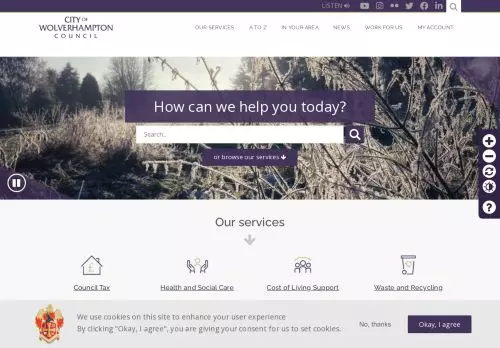 LISTEN
CITY OF
WOLVERHAMPTON
COUNCIL
OUR SERVICES
A TO Z
IN YOUR AREA
NEWS
WORK FOR US
MY ACCOUNT
How can we help you today?
Search...
or browse our services
Our services
Council Tax
Health and Social Care
Cost of Living Support
Waste and Recycling
We use cookies on this site to enhance your user experience
By clicking "Okay, I agree", you are giving your consent for us to set cookies.
No, thanks
Okay, I agree